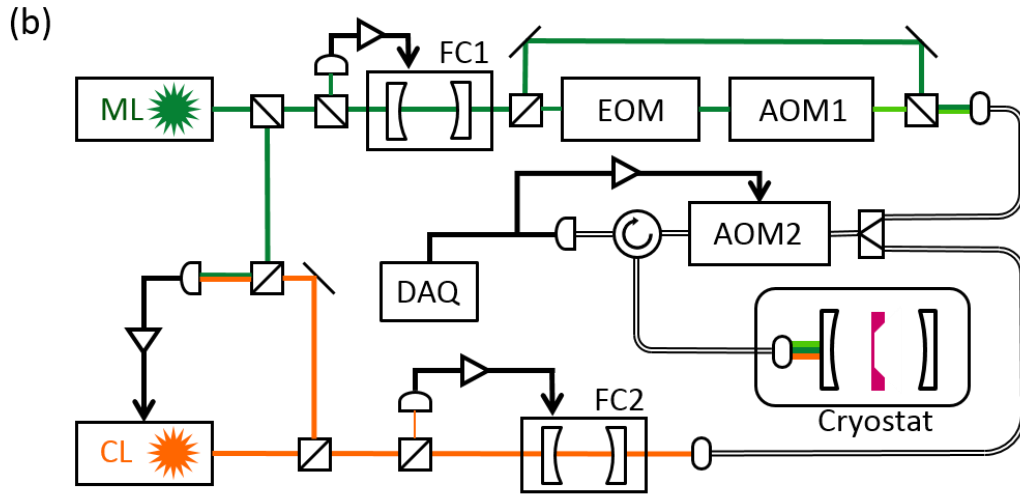 (b)
FC1
ML
EOM
AOM1
AOM2
DAQ
Cryostat
FC2
CL